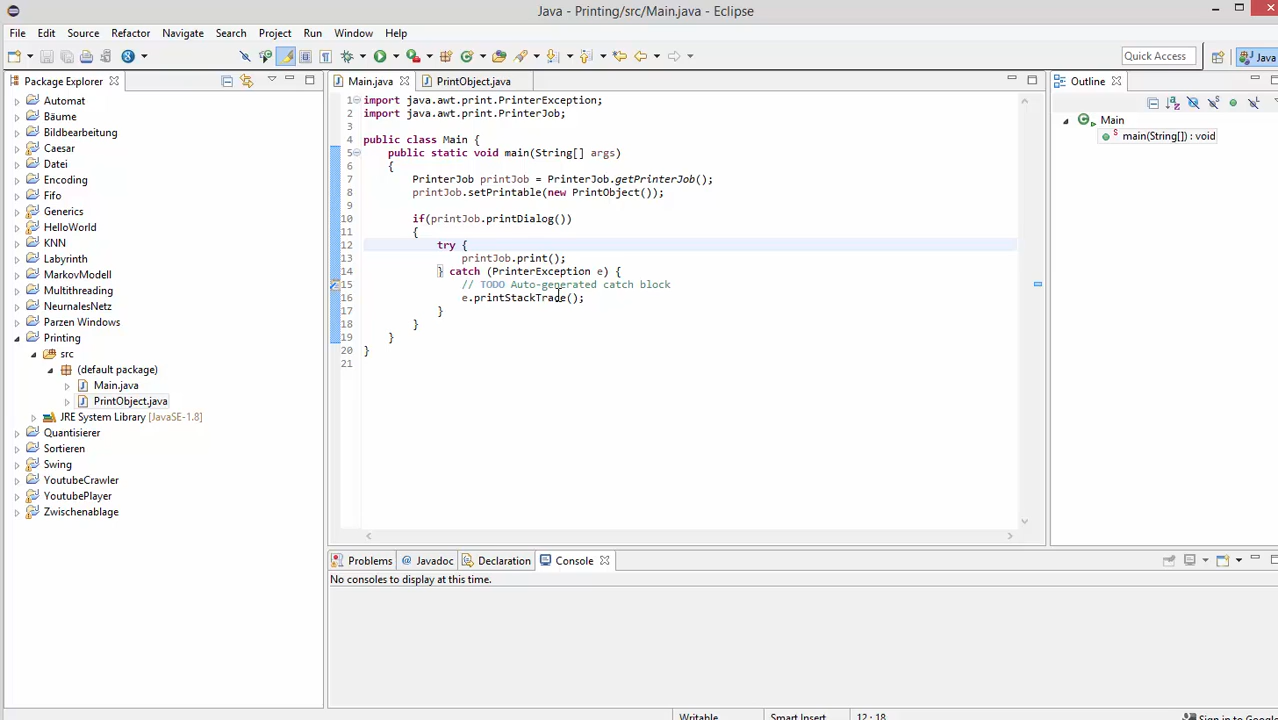 Java - Printing/src/Main.java - Eclipse
File Edit Source Refactor Navigate Search Project Run Window Help
Quick Access Java
Package Explorer
Automat
Bäume
Bildbearbeitung
Caesar
Datei
Encoding
Fifo
Generics
HelloWorld
KNN
Labyrinth
MarkovModell
Multithreading
NeurnalesNetz
Parzen Windows
Printing
src
(default package)
Main.java
PrintObject.java
JRE System Library [JavaSE-1.8]
Quantisierer
Sortieren
Swing
YoutubeCrawler
YoutubePlayer
Zwischenablage
Main.java PrintObject.java
1 import java.awt.print.PrinterException;
2 import java.awt.print.PrinterJob;
3
4 public class Main {
5 public static void main(String[] args)
6 {
7 PrinterJob printJob = PrinterJob.getPrinterJob();
8 printJob.setPrintable(new PrintObject());
9
10 if(printJob.printDialog())
11 {
12 try {
13 printJob.print();
14 } catch (PrinterException e) {
15 // TODO Auto-generated catch block
16 e.printStackTrace();
17 }
18 }
19 }
20 }
21
Outline
Main
main(String[]) : void
Problems Javadoc Declaration Console
No consoles to display at this time.
Writable Smart Insert 12 : 18 Sign in to Google